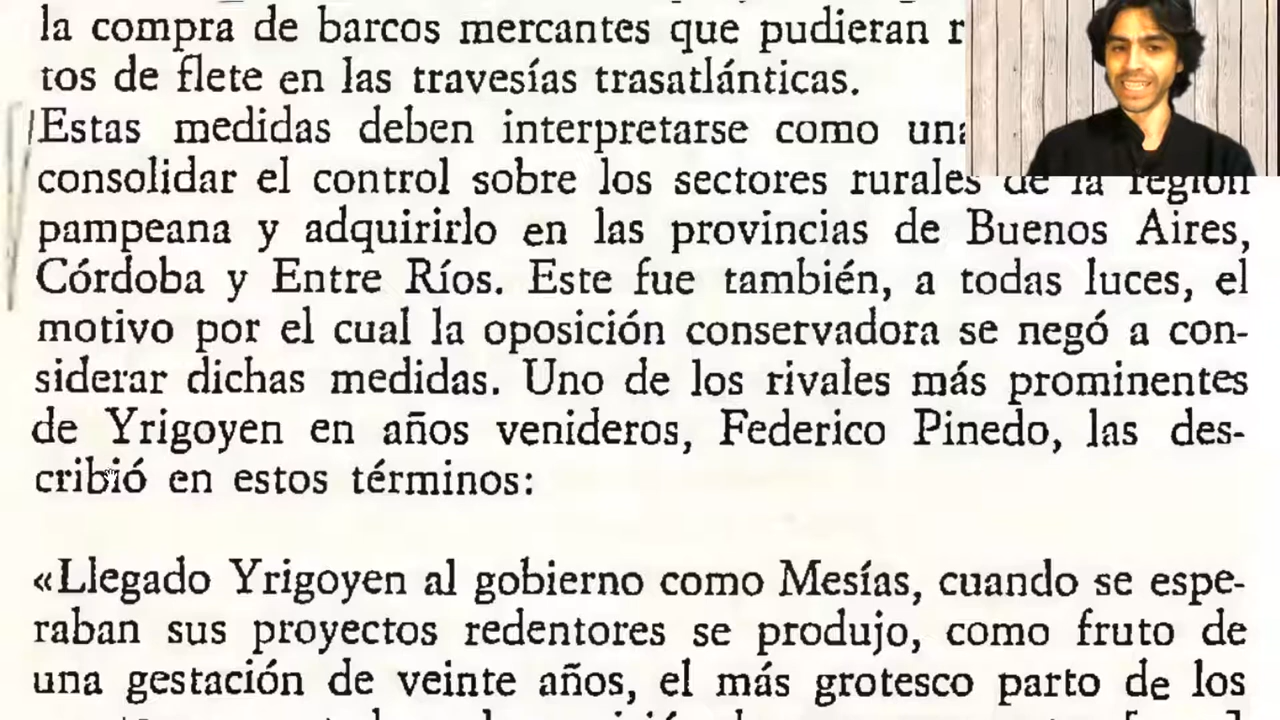 la compra de barcos mercantes que pudieran
tos de flete en las travesías trasatlánticas.
Estas medidas deben interpretarse como una
consolidar el control sobre los sectores rurales de la región
pampeana y adquirirlo en las provincias de Buenos Aires,
Córdoba y Entre Ríos. Este fue también, a todas luces, el
motivo por el cual la oposición conservadora se negó a con-
siderar dichas medidas. Uno de los rivales más prominentes
de Yrigoyen en años venideros, Federico Pinedo, las des-
cribió en estos términos:
«Llegado Yrigoyen al gobierno como Mesías, cuando se espe-
raban sus proyectos redentores se produjo, como fruto de
una gestación de veinte años, el más grotesco parto de los